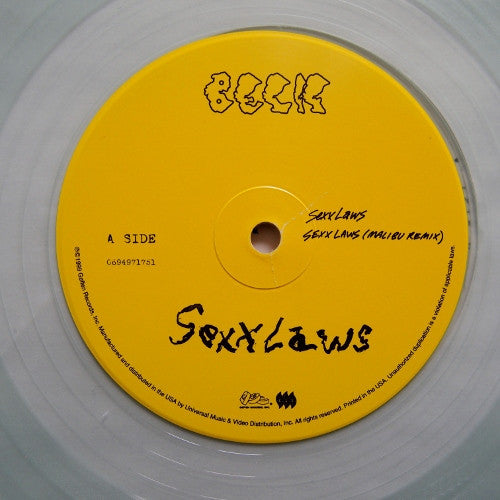 BECK
Sexx Laws
SEXX LAWS (MALIBU REMIX)
A SIDE
0694971751
SexxLaws
℗© 1999 Geffen Records, Inc. Manufactured and distributed in the USA by Universal Music & Video Distribution, Inc. All rights reserved. Printed in the USA. Unauthorized duplication is a violation of applicable laws.